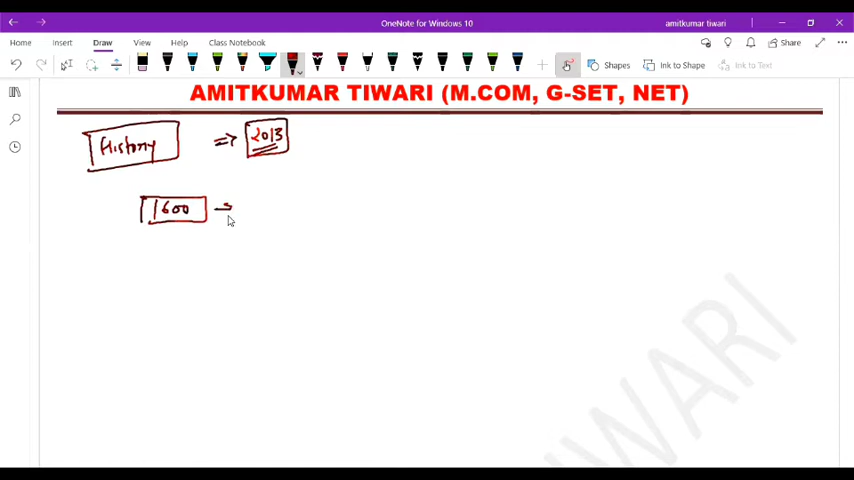 OneNote for Windows 10
amitkumar tiwari
Home Insert Draw View Help Class Notebook
Share
Shapes
Ink to Shape
Ink to Text
AMITKUMAR TIWARI (M.COM, G-SET, NET)
History => 2013
1600 →
WARI